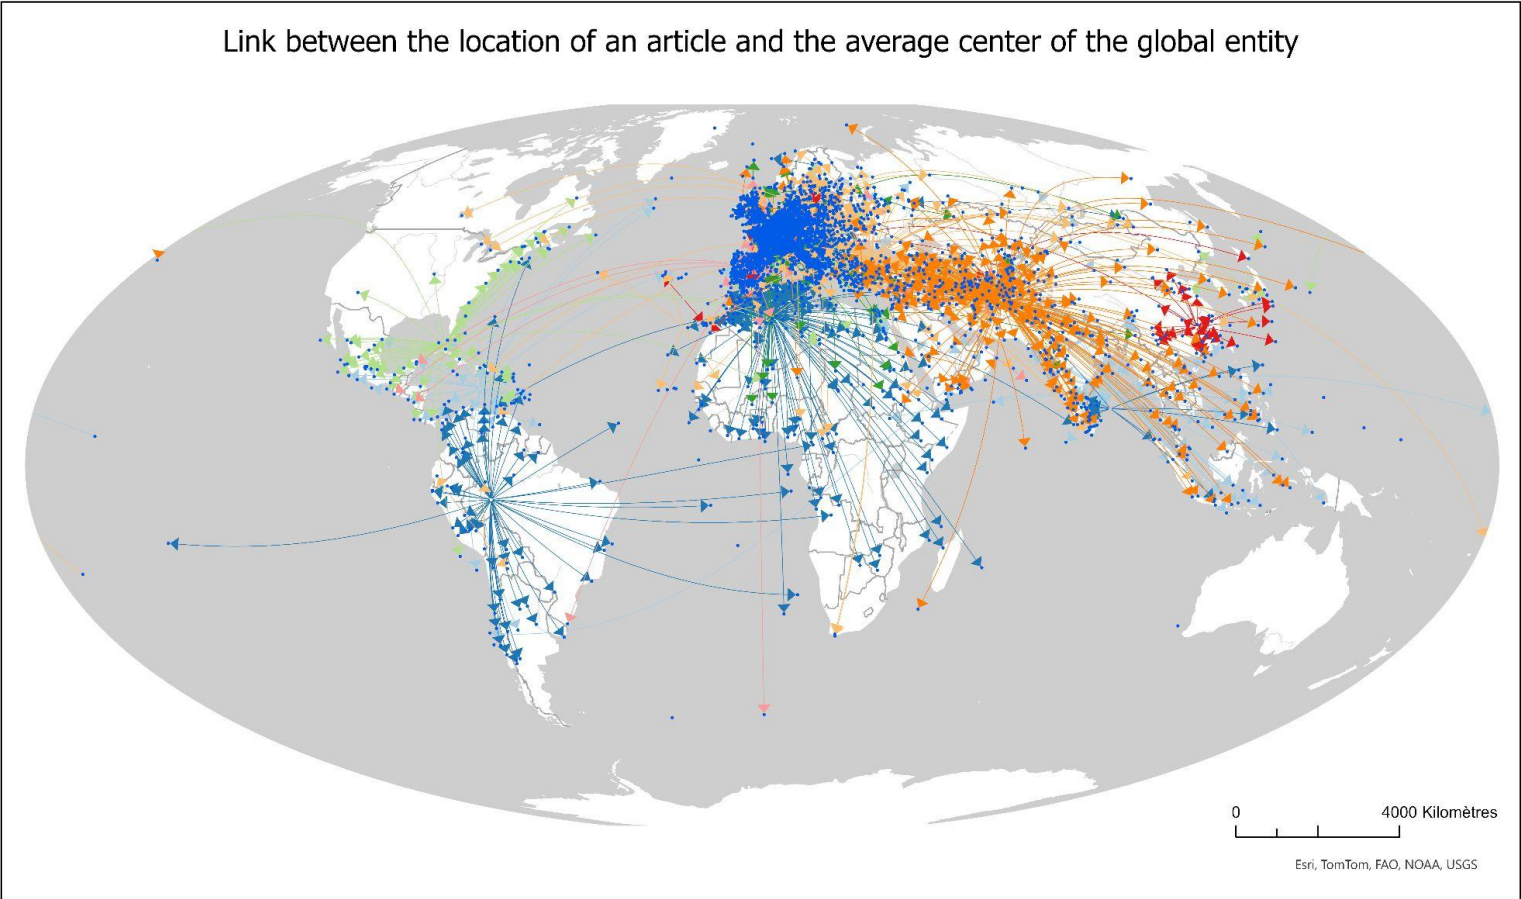 Link between the location of an article and the average center of the global entity
0 4000 Kilomètres
Esri, TomTom, FAO, NOAA, USGS